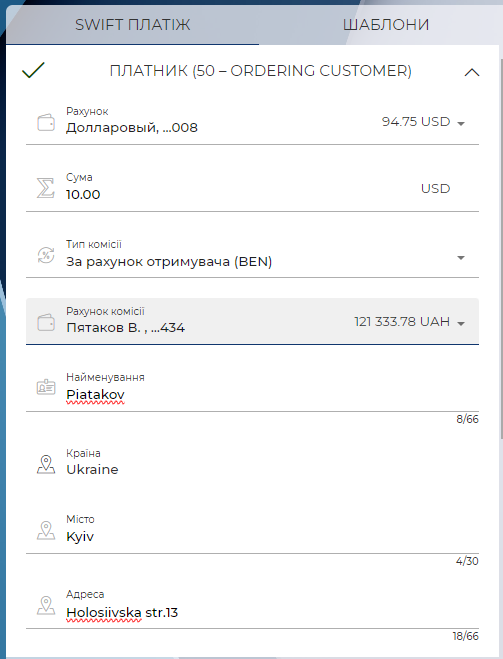 SWIFT ПЛАТІЖ
ШАБЛОНИ
ПЛАТНИК (50 – ORDERING CUSTOMER)
Рахунок
Долларовый, ...008
94.75 USD
Сума
10.00
USD
Тип комісії
За рахунок отримувача (BEN)
Рахунок комісії
Пятаков В. , ...434
121 333.78 UAH
Найменування
Piatakov
8/66
Країна
Ukraine
Місто
Kyiv
4/30
Адреса
Holosiivska str.13
18/66